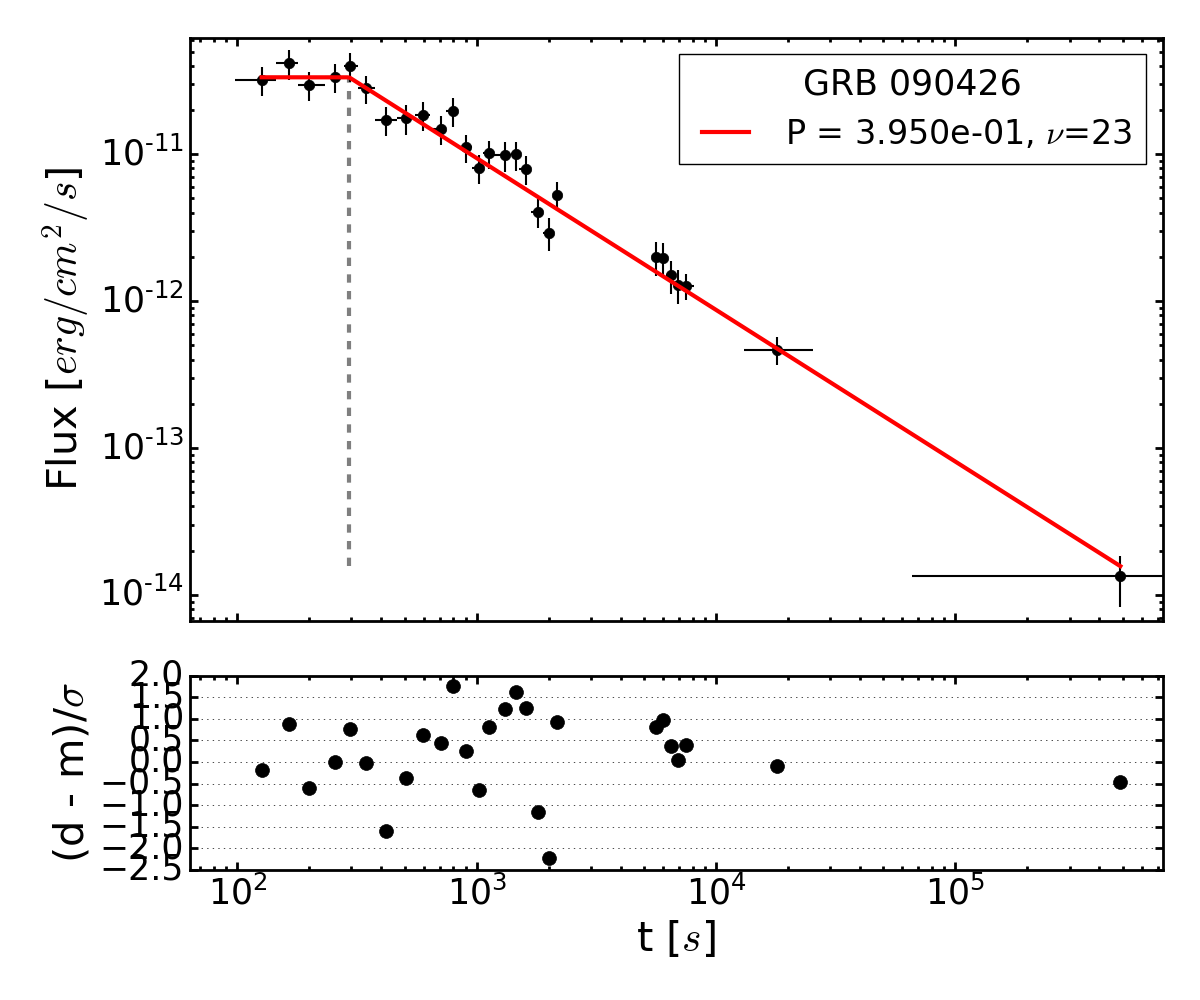 GRB 090426
P = 3.950e-01, ν=23
Flux [erg/cm²/s]
10⁻¹¹
10⁻¹²
10⁻¹³
10⁻¹⁴
(d - m)/σ
2.0
1.5
1.0
0.5
0.0
−0.5
−1.0
−1.5
−2.0
−2.5
10² 10³ 10⁴ 10⁵
t [s]